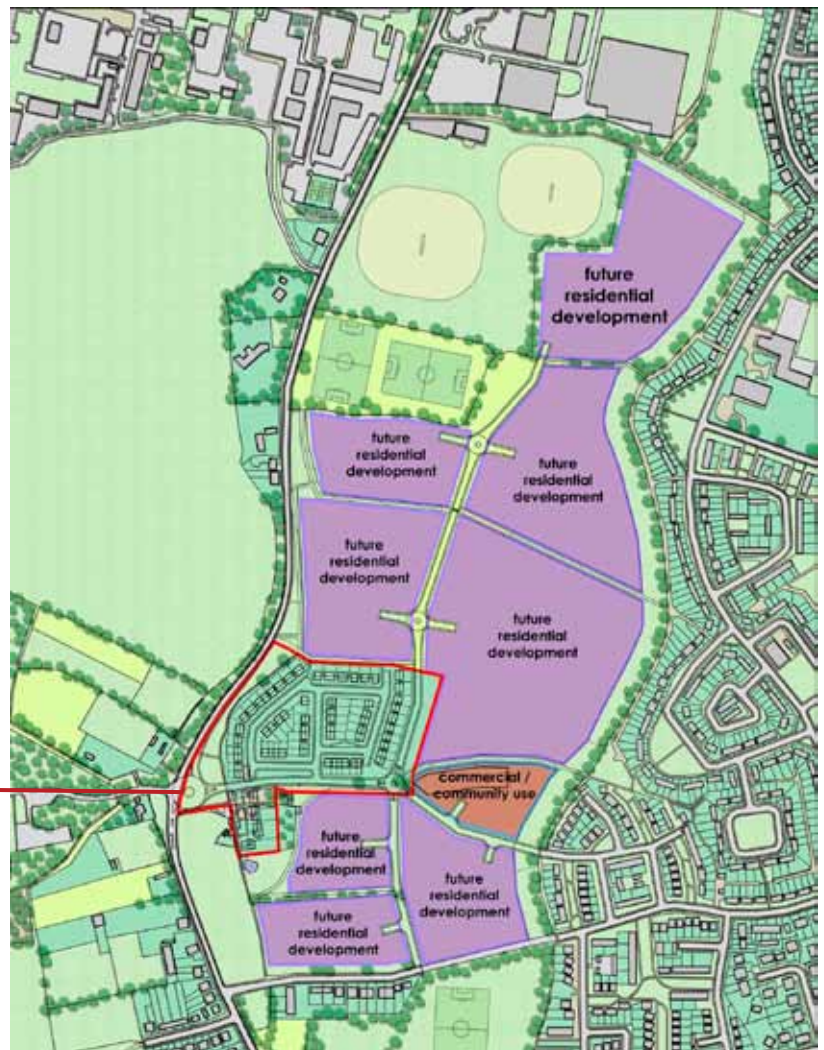 future
residential
development
future
residential
development
future
residential
development
future
residential
development
future
residential
development
commercial /
community use
future
residential
development
future
residential
development
future
residential
development